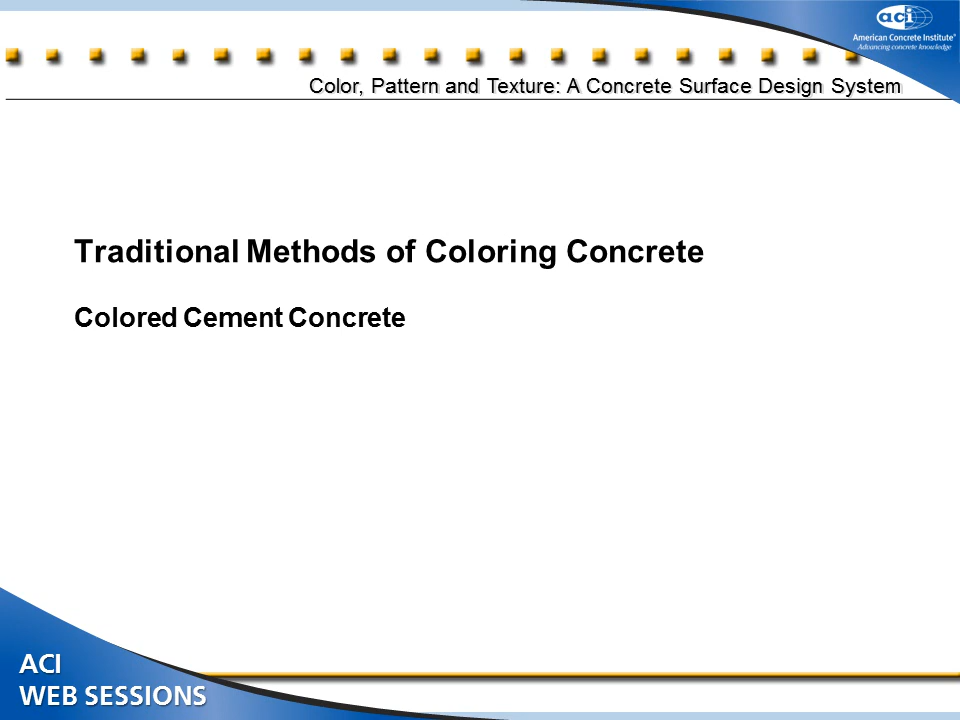 aci
American Concrete Institute®
Advancing concrete knowledge
Color, Pattern and Texture: A Concrete Surface Design System
Traditional Methods of Coloring Concrete
Colored Cement Concrete
ACI
WEB SESSIONS